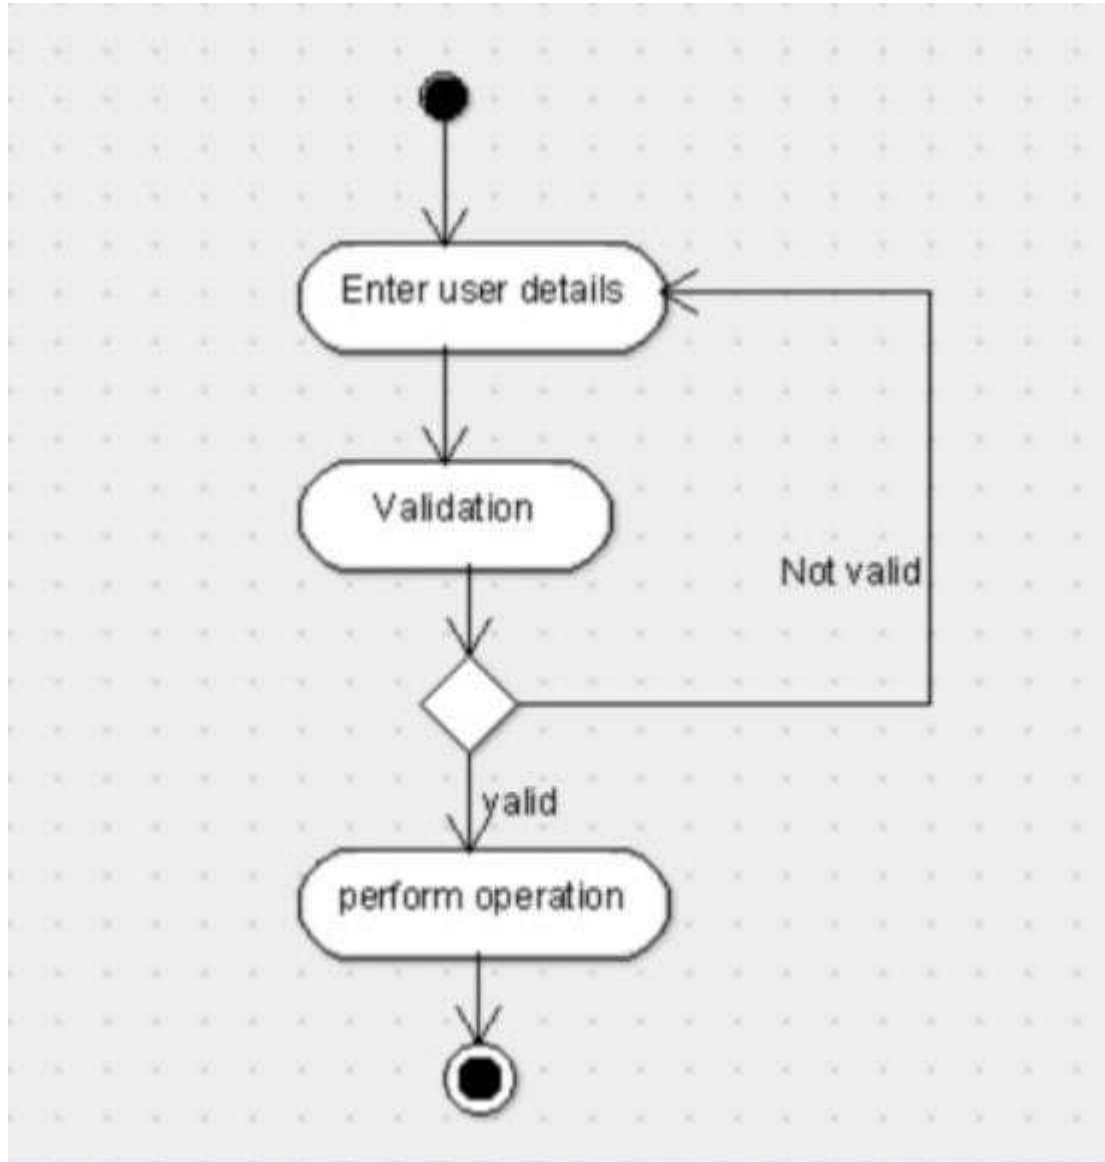 Enter user details
Validation
Not valid
valid
perform operation